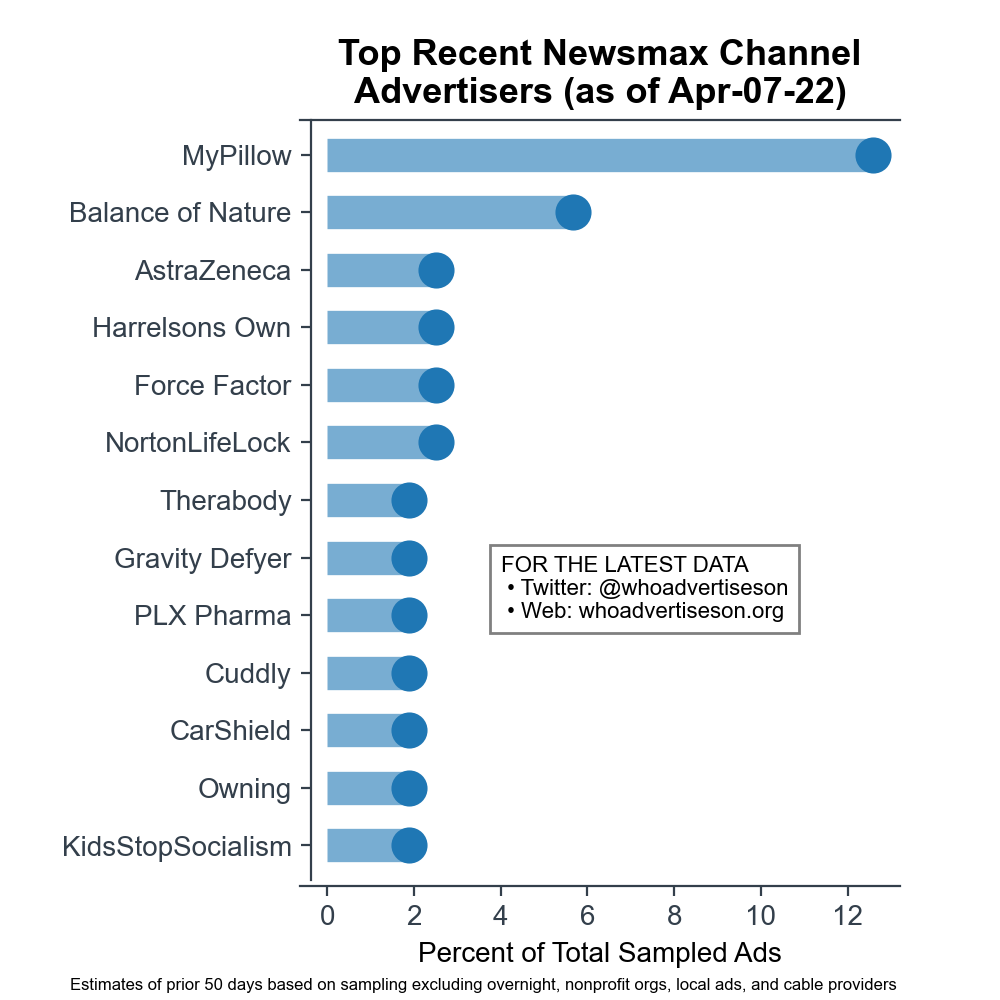 Top Recent Newsmax Channel
Advertisers (as of Apr-07-22)
MyPillow
Balance of Nature
AstraZeneca
Harrelsons Own
Force Factor
NortonLifeLock
Therabody
Gravity Defyer
PLX Pharma
Cuddly
CarShield
Owning
KidsStopSocialism
FOR THE LATEST DATA
• Twitter: @whoadvertiseson
• Web: whoadvertiseson.org
0 2 4 6 8 10 12
Percent of Total Sampled Ads
Estimates of prior 50 days based on sampling excluding overnight, nonprofit orgs, local ads, and cable providers